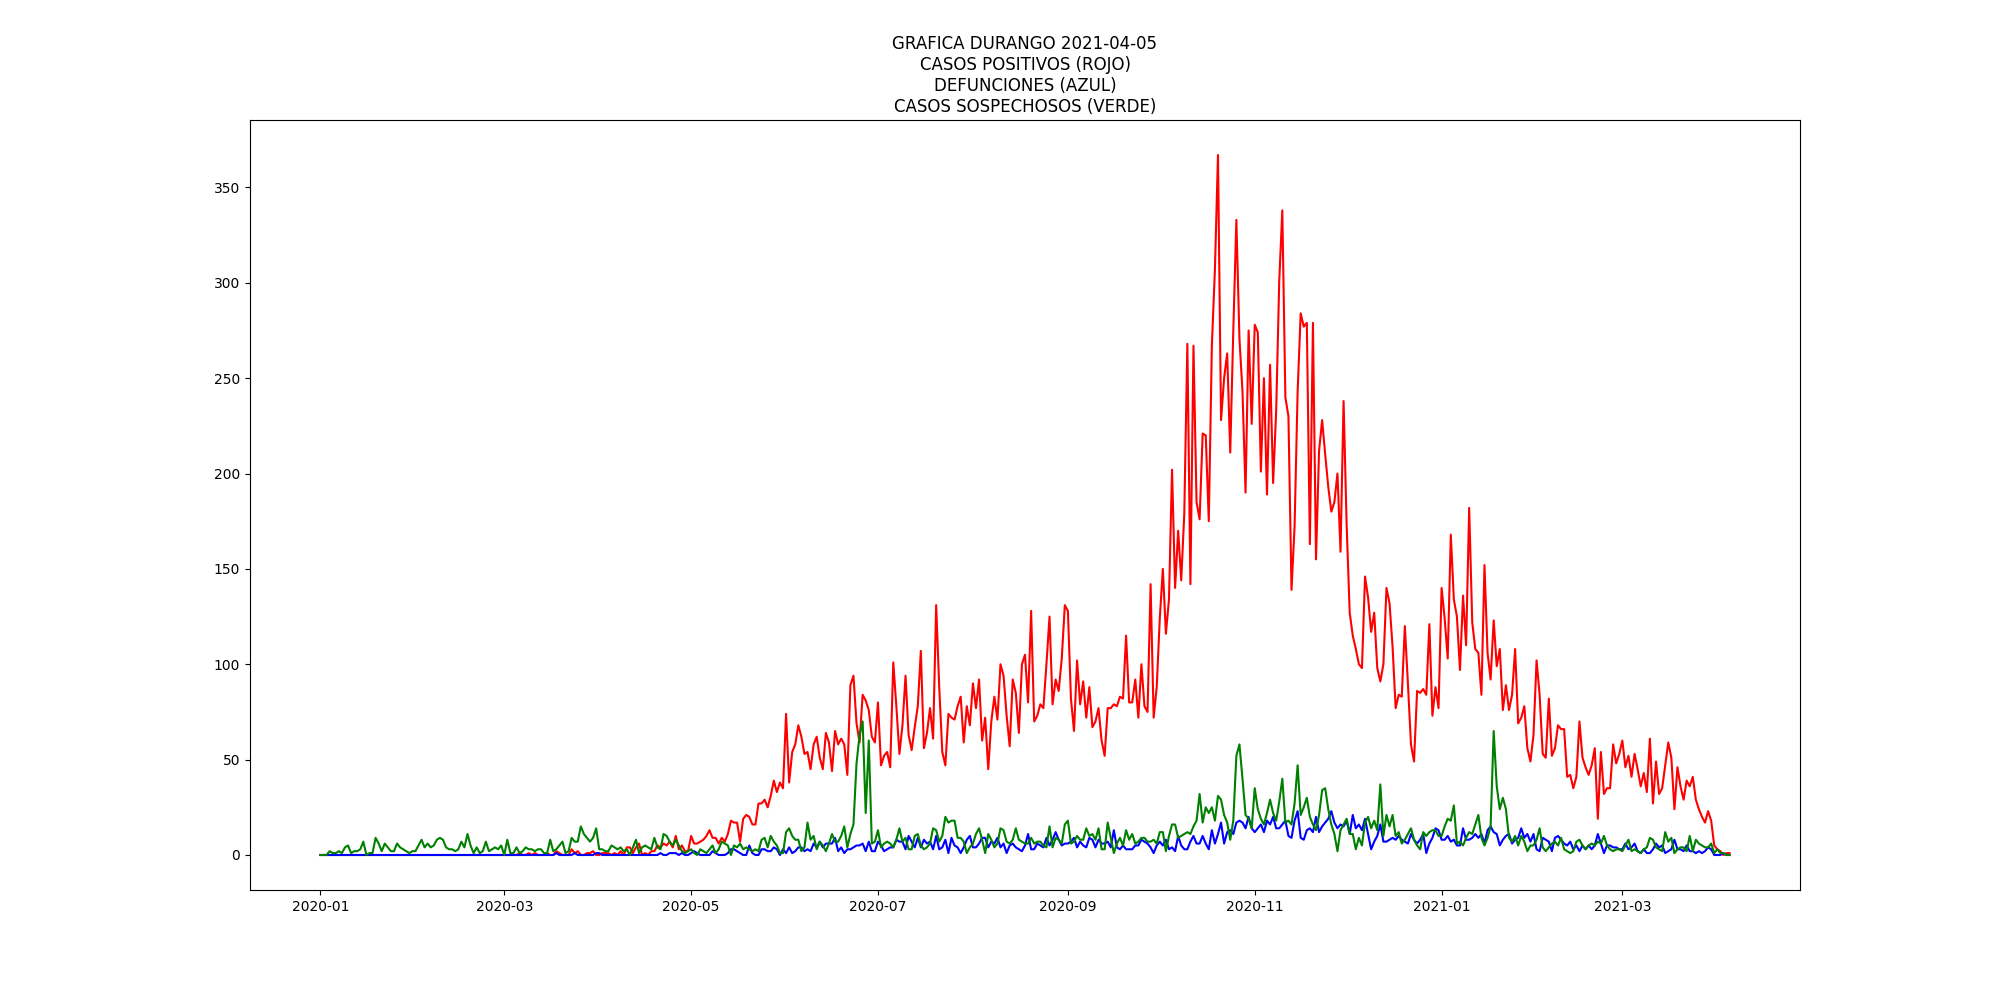 GRAFICA DURANGO 2021-04-05
CASOS POSITIVOS (ROJO)
DEFUNCIONES (AZUL)
CASOS SOSPECHOSOS (VERDE)
350
300
250
200
150
100
50
0
2020-01 2020-03 2020-05 2020-07 2020-09 2020-11 2021-01 2021-03